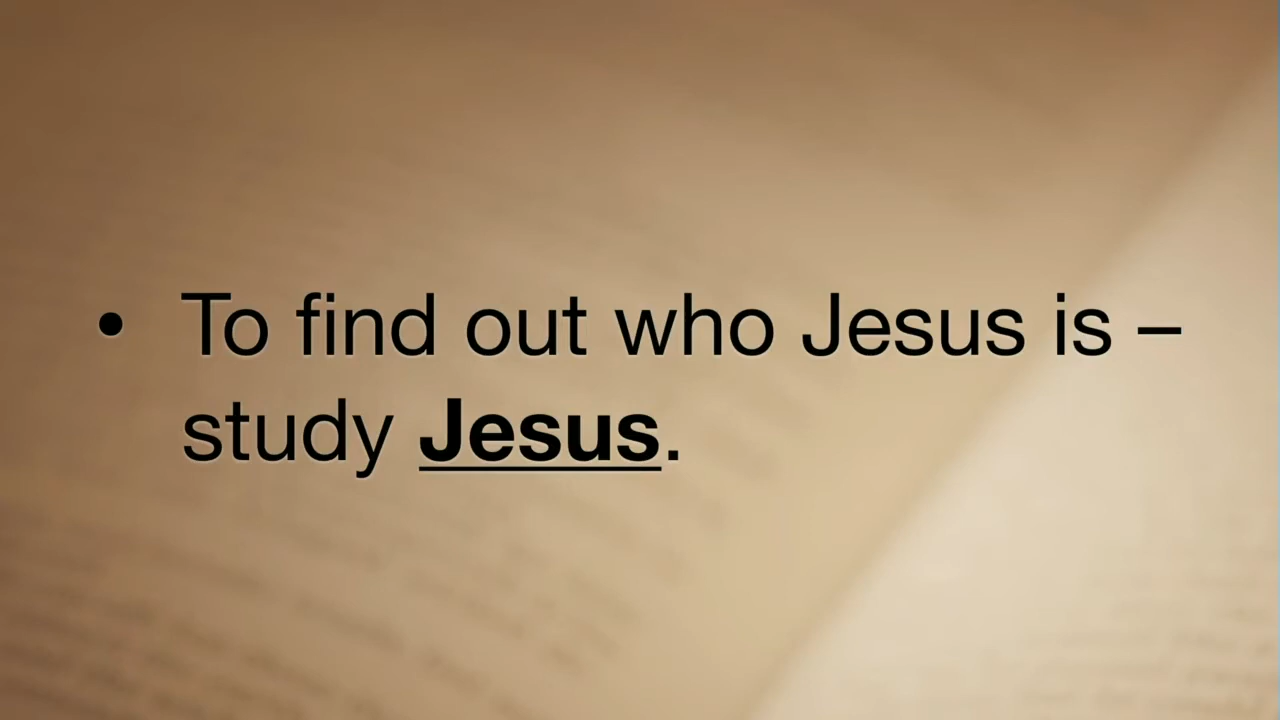 • To find out who Jesus is –
study Jesus.